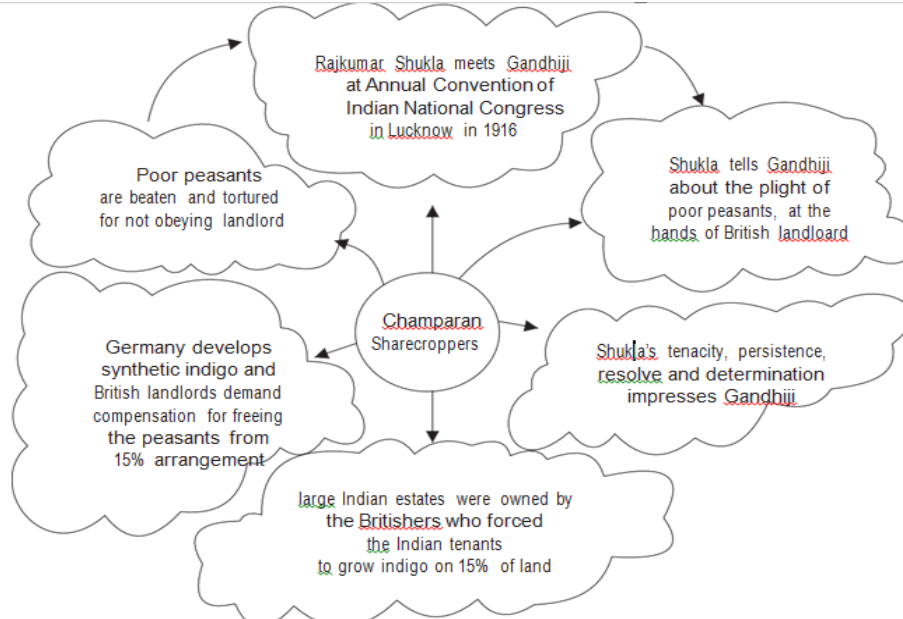 Rajkumar Shukla meets Gandhiji
at Annual Convention of
Indian National Congress
in Lucknow in 1916
Poor peasants
are beaten and tortured
for not obeying landlord
Shukla tells Gandhiji
about the plight of
poor peasants, at the
hands of British landloard
Champaran
Sharecroppers
Germany develops
synthetic indigo and
British landlords demand
compensation for freeing
the peasants from
15% arrangement
Shukla's tenacity, persistence,
resolve and determination
impresses Gandhiji
large Indian estates were owned by
the Britishers who forced
the Indian tenants
to grow indigo on 15% of land